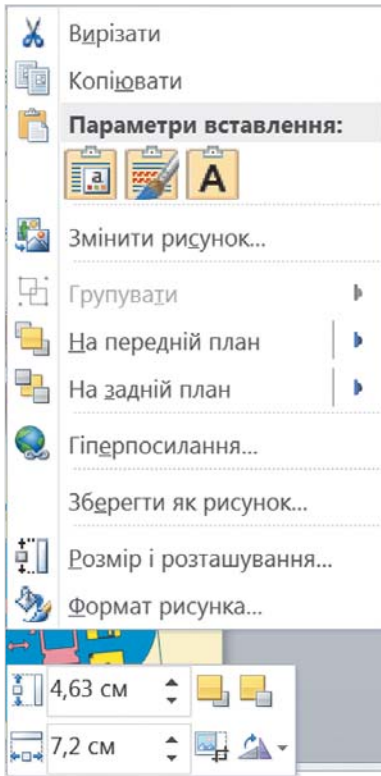 Вирізати
Копіювати
Параметри вставлення:
a
A
Змінити рисунок...
Групувати
На передній план
На задній план
Гіперпосилання...
Зберегти як рисунок...
Розмір і розташування...
Формат рисунка...
4,63 см
7,2 см